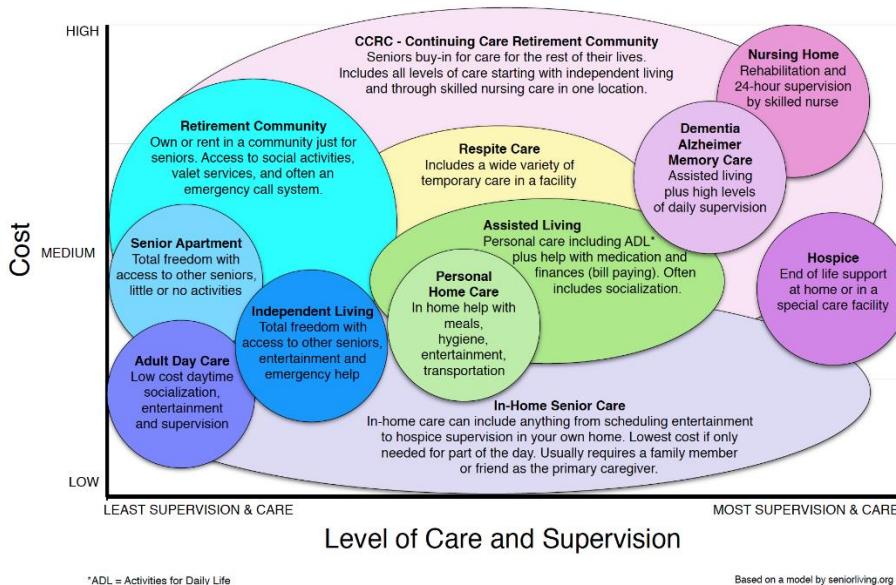 HIGH
CCRC - Continuing Care Retirement Community
Seniors buy-in for care for the rest of their lives.
Includes all levels of care starting with independent living
and through skilled nursing care in one location.
Nursing Home
Rehabilitation and
24-hour supervision
by skilled nurse
Retirement Community
Own or rent in a community just for
seniors. Access to social activities,
valet services, and often an
emergency call system.
Respite Care
Includes a wide variety of
temporary care in a facility
Dementia
Alzheimer
Memory Care
Assisted living
plus high levels
of daily supervision
Cost
MEDIUM
Senior Apartment
Total freedom with
access to other seniors,
little or no activities
Assisted Living
Personal care including ADL*
plus help with medication and
finances (bill paying). Often
includes socialization.
Hospice
End of life support
at home or in a
special care facility
Personal
Home Care
In home help with
meals,
hygiene,
entertainment,
transportation
Independent Living
Total freedom with
access to other seniors,
entertainment and
emergency help
Adult Day Care
Low cost daytime
socialization,
entertainment
and supervision
In-Home Senior Care
In-home care can include anything from scheduling entertainment
to hospice supervision in your own home. Lowest cost if only
needed for part of the day. Usually requires a family member
or friend as the primary caregiver.
LOW
LEAST SUPERVISION & CARE
MOST SUPERVISION & CARE
Level of Care and Supervision
*ADL = Activities for Daily Life
Based on a model by seniorliving.org